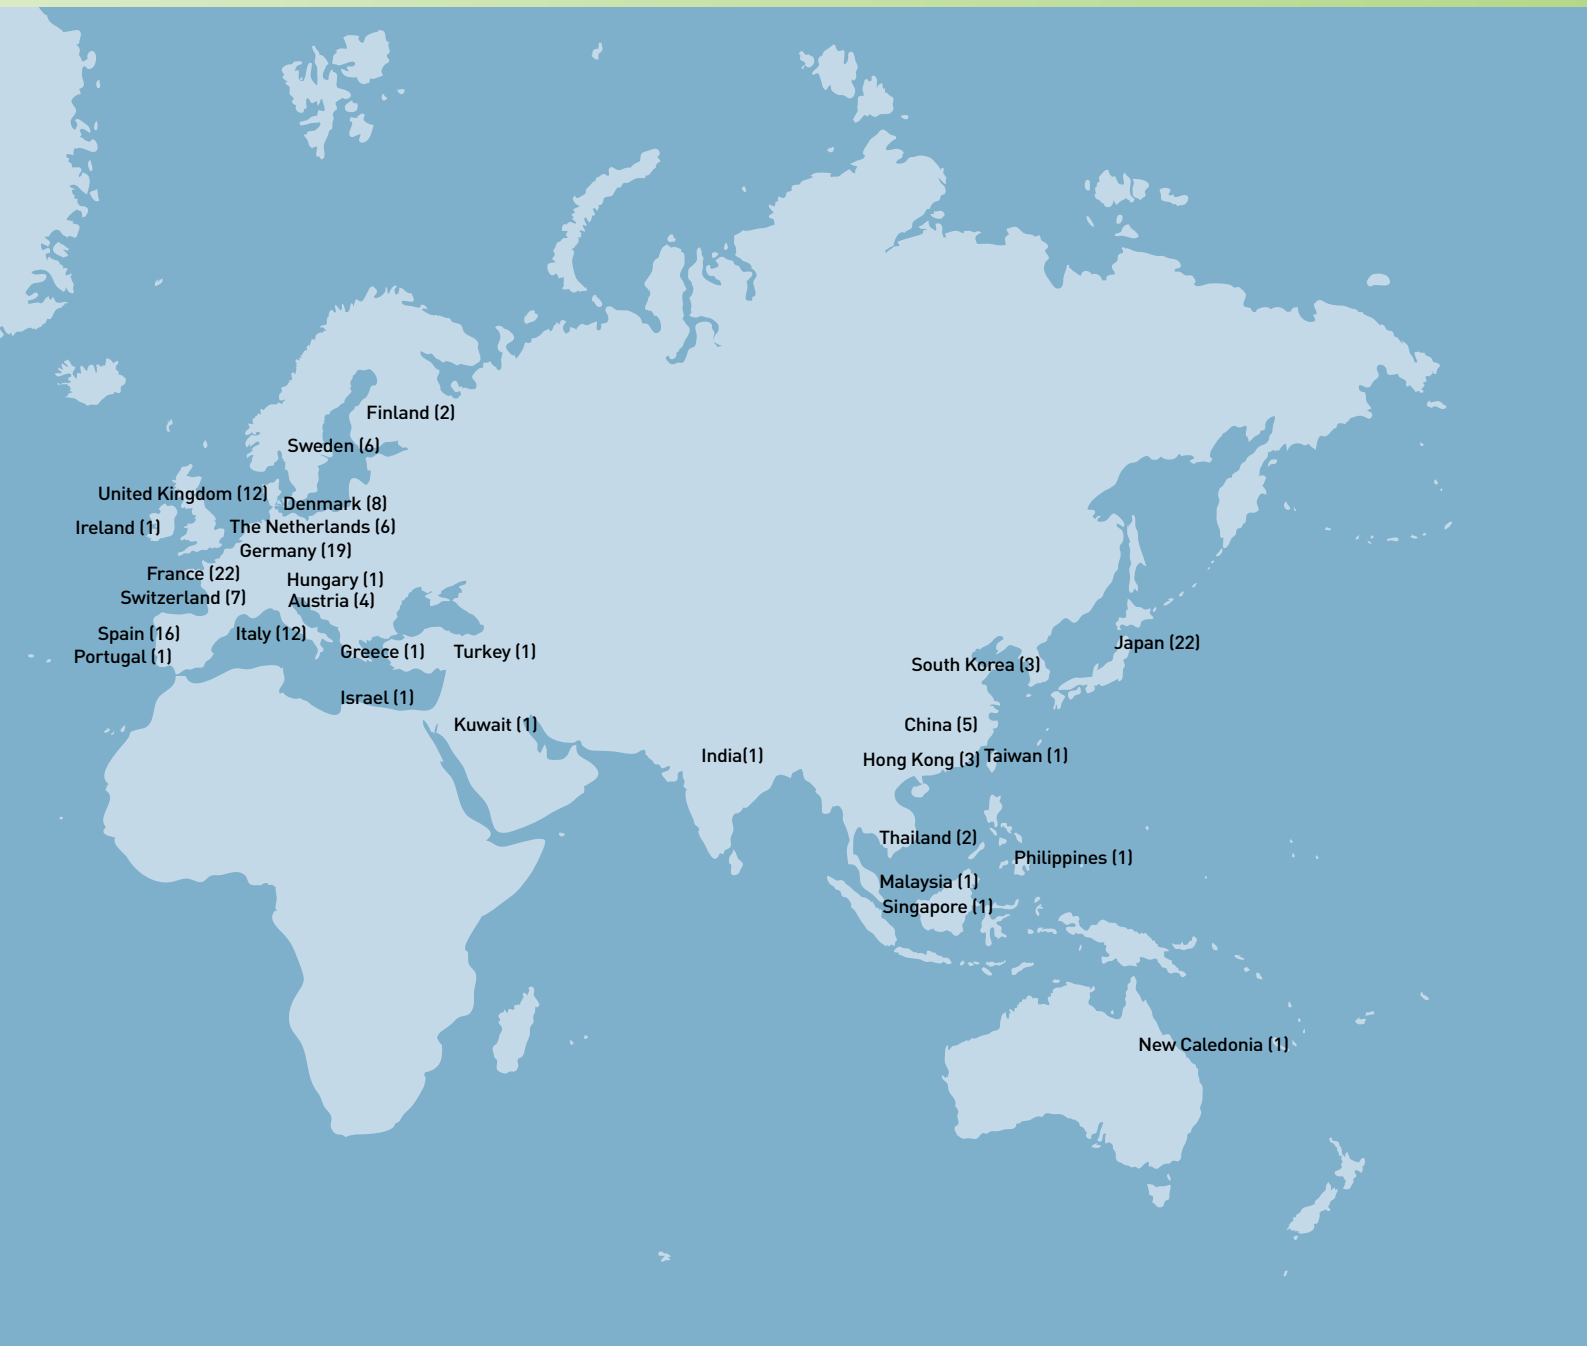 Finland (2)
Sweden (6)
United Kingdom (12)
Denmark (8)
Ireland (1)
The Netherlands (6)
Germany (19)
France (22)
Hungary (1)
Switzerland (7)
Austria (4)
Spain (16)
Italy (12)
Japan (22)
Greece (1)
Turkey (1)
Portugal (1)
South Korea (3)
Israel (1)
Kuwait (1)
China (5)
India(1)
Hong Kong (3)
Taiwan (1)
Thailand (2)
Philippines (1)
Malaysia (1)
Singapore (1)
New Caledonia (1)